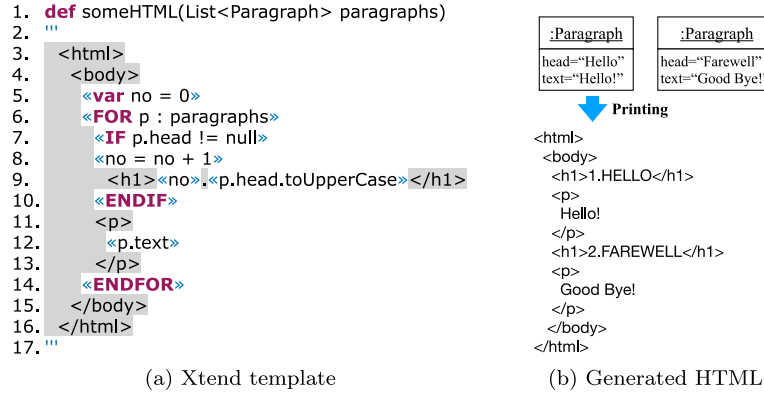 1. def someHTML(List<Paragraph> paragraphs)
2. '''
3. <html>
4. <body>
5. «var no = 0»
6. «FOR p : paragraphs»
7. «IF p.head != null»
8. «no = no + 1»
9. <h1>«no».«p.head.toUpperCase»</h1>
10. «ENDIF»
11. <p>
12. «p.text»
13. </p>
14. «ENDFOR»
15. </body>
16. </html>
17. '''
(a) Xtend template
:Paragraph
head=“Hello”
text=“Hello!”
:Paragraph
head=“Farewell”
text=“Good Bye!”
Printing
<html>
<body>
<h1>1.HELLO</h1>
<p>
Hello!
</p>
<h1>2.FAREWELL</h1>
<p>
Good Bye!
</p>
</body>
</html>
(b) Generated HTML